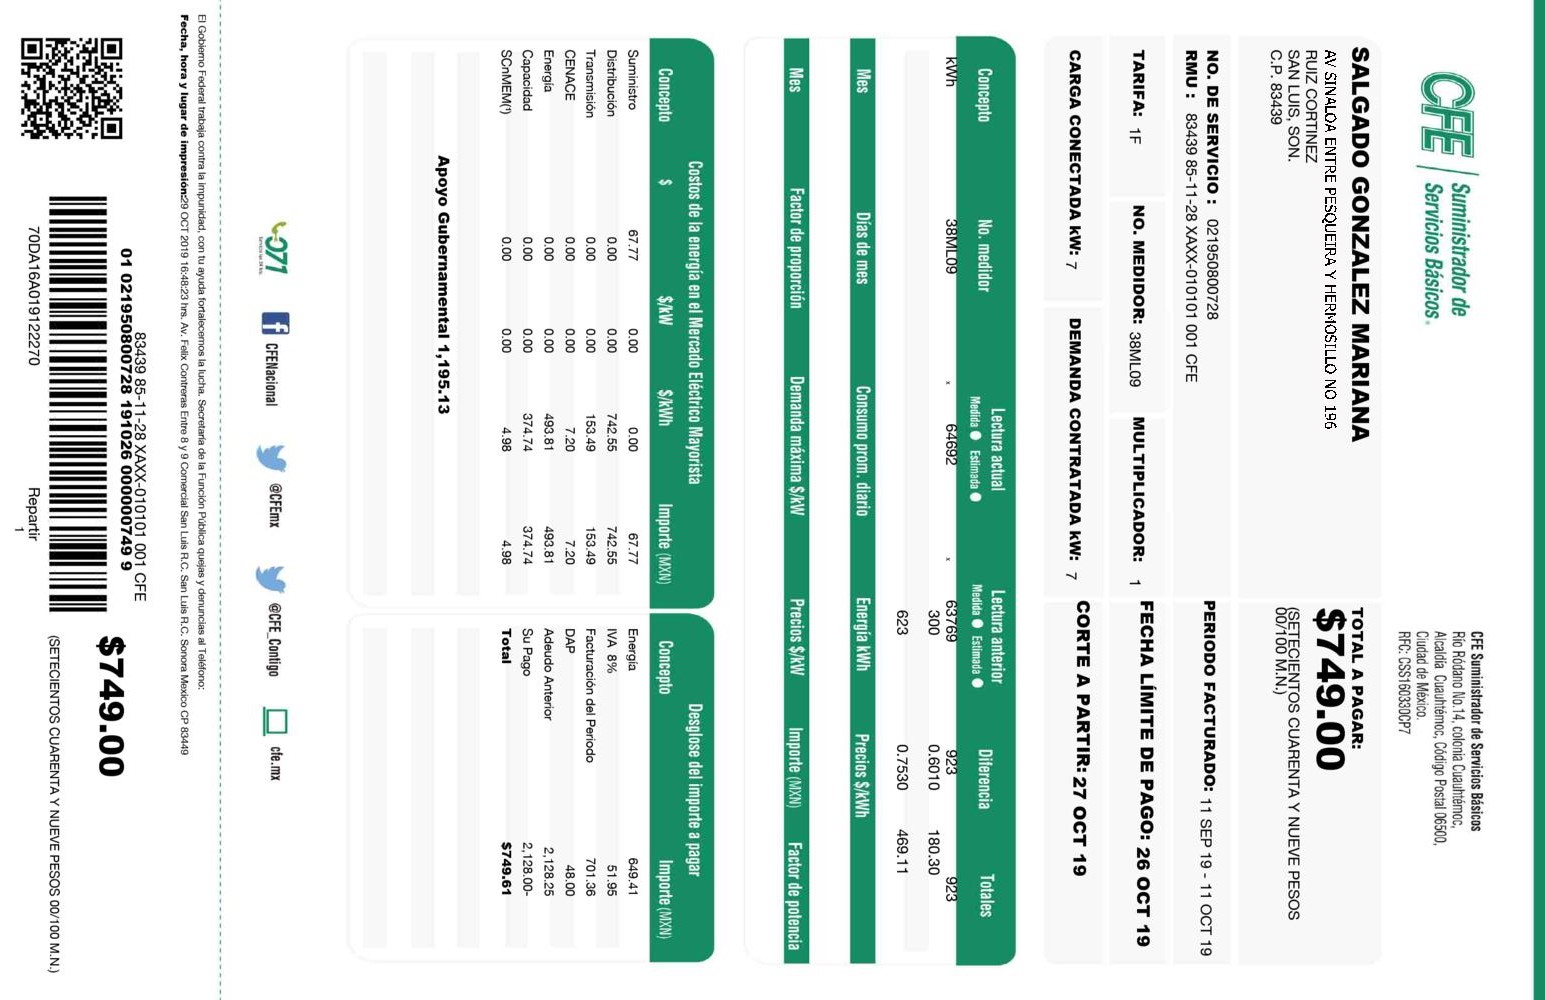 CFE
Suministrador de
Servicios Básicos®
CFE Suministrador de Servicios Básicos
Río Ródano No.14, colonia Cuauhtémoc,
Alcaldía Cuauhtémoc, Código Postal 06500,
Ciudad de México.
RFC: CSS160330CP7
SALGADO GONZALEZ MARIANA
AV SINALOA ENTRE PESQUEIRA Y HERMOSILLO NO 196
RUIZ CORTINEZ
SAN LUIS, SON.
C.P. 83439
TOTAL A PAGAR:
$749.00
(SETECIENTOS CUARENTA Y NUEVE PESOS
00/100 M.N.)
NO. DE SERVICIO : 021950800728
RMU : 83439 85-11-28 XAXX-010101 001 CFE
PERIODO FACTURADO: 11 SEP 19 - 11 OCT 19
TARIFA: 1F NO. MEDIDOR: 38ML09 MULTIPLICADOR: 1
FECHA LÍMITE DE PAGO: 26 OCT 19
CARGA CONECTADA kW: 7 DEMANDA CONTRATADA kW: 7
CORTE A PARTIR: 27 OCT 19
Concepto No. medidor Lectura actual Lectura anterior Diferencia Totales
Medida Estimada Medida Estimada
kWh 38ML09 64692 63769 923 923
300 0.6010 180.30
623 0.7530 469.11
Mes Días de mes Consumo prom. diario Energía kWh Precios $/kWh
Mes Factor de proporción Demanda máxima $/kW Precios $/kW Importe (MXN) Factor de potencia
Costos de la energía en el Mercado Eléctrico Mayorista
Concepto $ $/kW $/kWh Importe (MXN)
Suministro 67.77 0.00 0.00 67.77
Distribución 0.00 0.00 742.55 742.55
Transmisión 0.00 0.00 153.49 153.49
CENACE 0.00 0.00 7.20 7.20
Energía 0.00 0.00 493.81 493.81
Capacidad 0.00 0.00 374.74 374.74
SCnMEM(¹) 0.00 0.00 4.98 4.98
Apoyo Gubernamental 1,195.13
Desglose del importe a pagar
Concepto Importe (MXN)
Energía 649.41
IVA 8% 51.95
Facturación del Periodo 701.36
DAP 48.00
Adeudo Anterior 2,128.25
Su Pago 2,128.00-
Total $749.61
071
CFENacional
@CFEmx
@CFE_Contigo
cfe.mx
El Gobierno Federal trabaja contra la impunidad, con tu ayuda fortalecemos la lucha. Secretaría de la Función Pública quejas y denuncias al Teléfono:
Fecha, hora y lugar de impresión:29 OCT 2019 16:48:23 hrs. Av. Felix Contreras Entre 8 y 9 Comercial San Luis R.C. San Luis R.C. Sonora Mexico CP 83449
83439 85-11-28 XAXX-010101 001 CFE
01 021950800728 191026 000000749 9
70DA16A019122270
Repartir
1
$749.00
(SETECIENTOS CUARENTA Y NUEVE PESOS 00/100 M.N.)